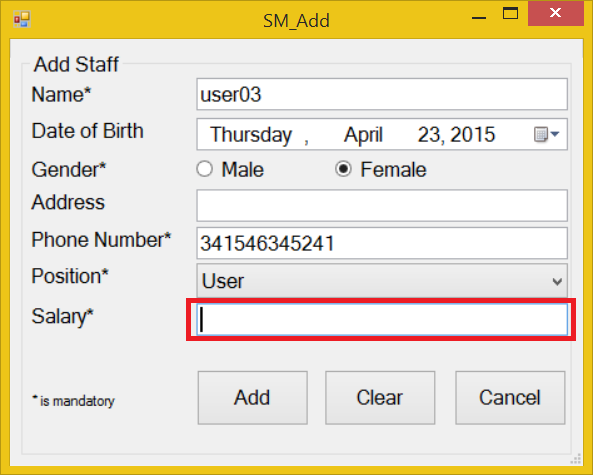 SM_Add
Add Staff
Name* user03
Date of Birth Thursday , April 23, 2015
Gender* Male Female
Address
Phone Number* 341546345241
Position* User
Salary*
* is mandatory Add Clear Cancel